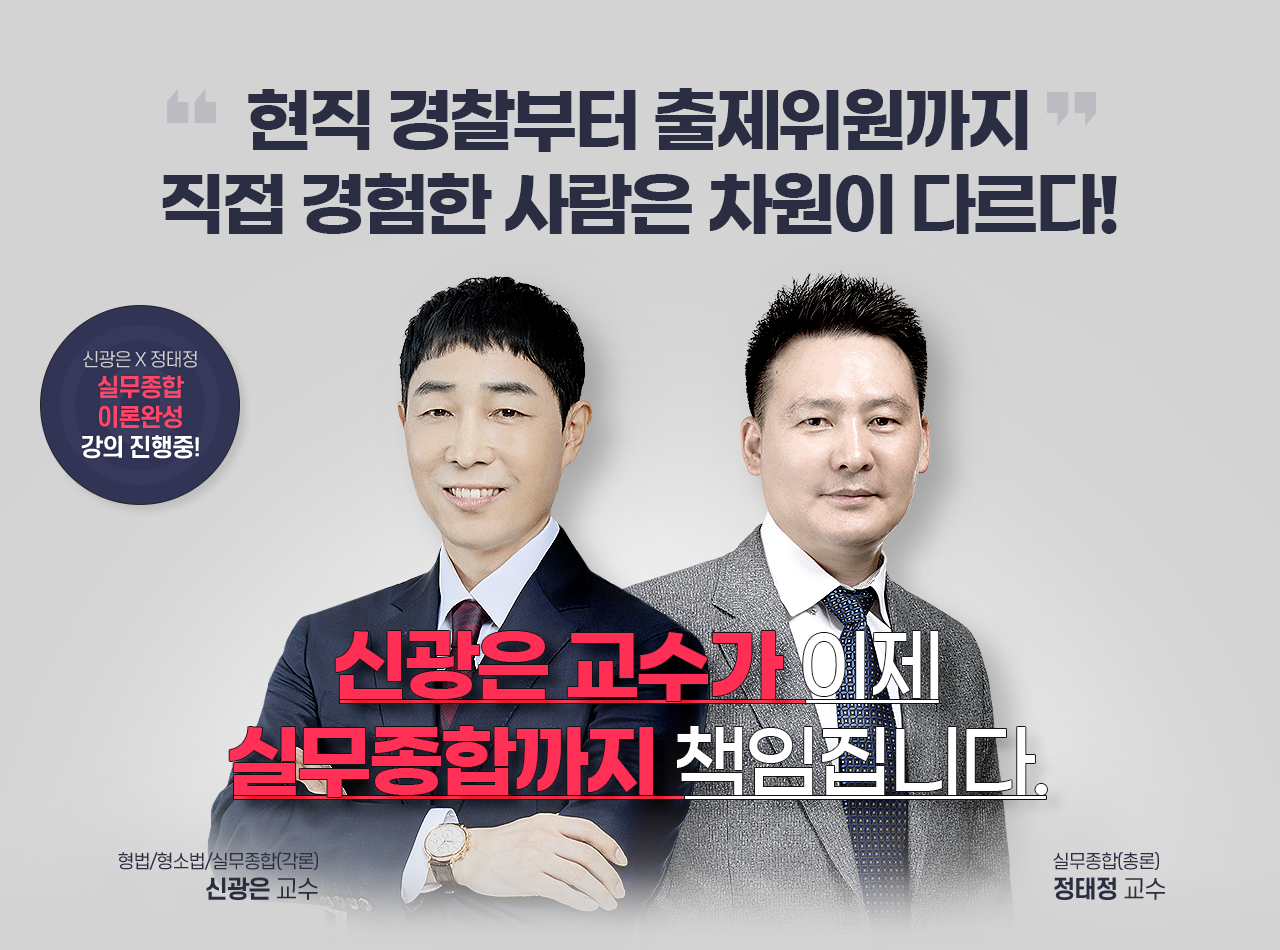 “ 현직 경찰부터 출제위원까지 ”
직접 경험한 사람은 차원이 다르다!
신광은 X 정태정
실무종합
이론완성
강의 진행중!
신광은 교수가 이제
실무종합까지 책임집니다.
형법/형소법/실무종합(각론)
신광은 교수
실무종합(총론)
정태정 교수